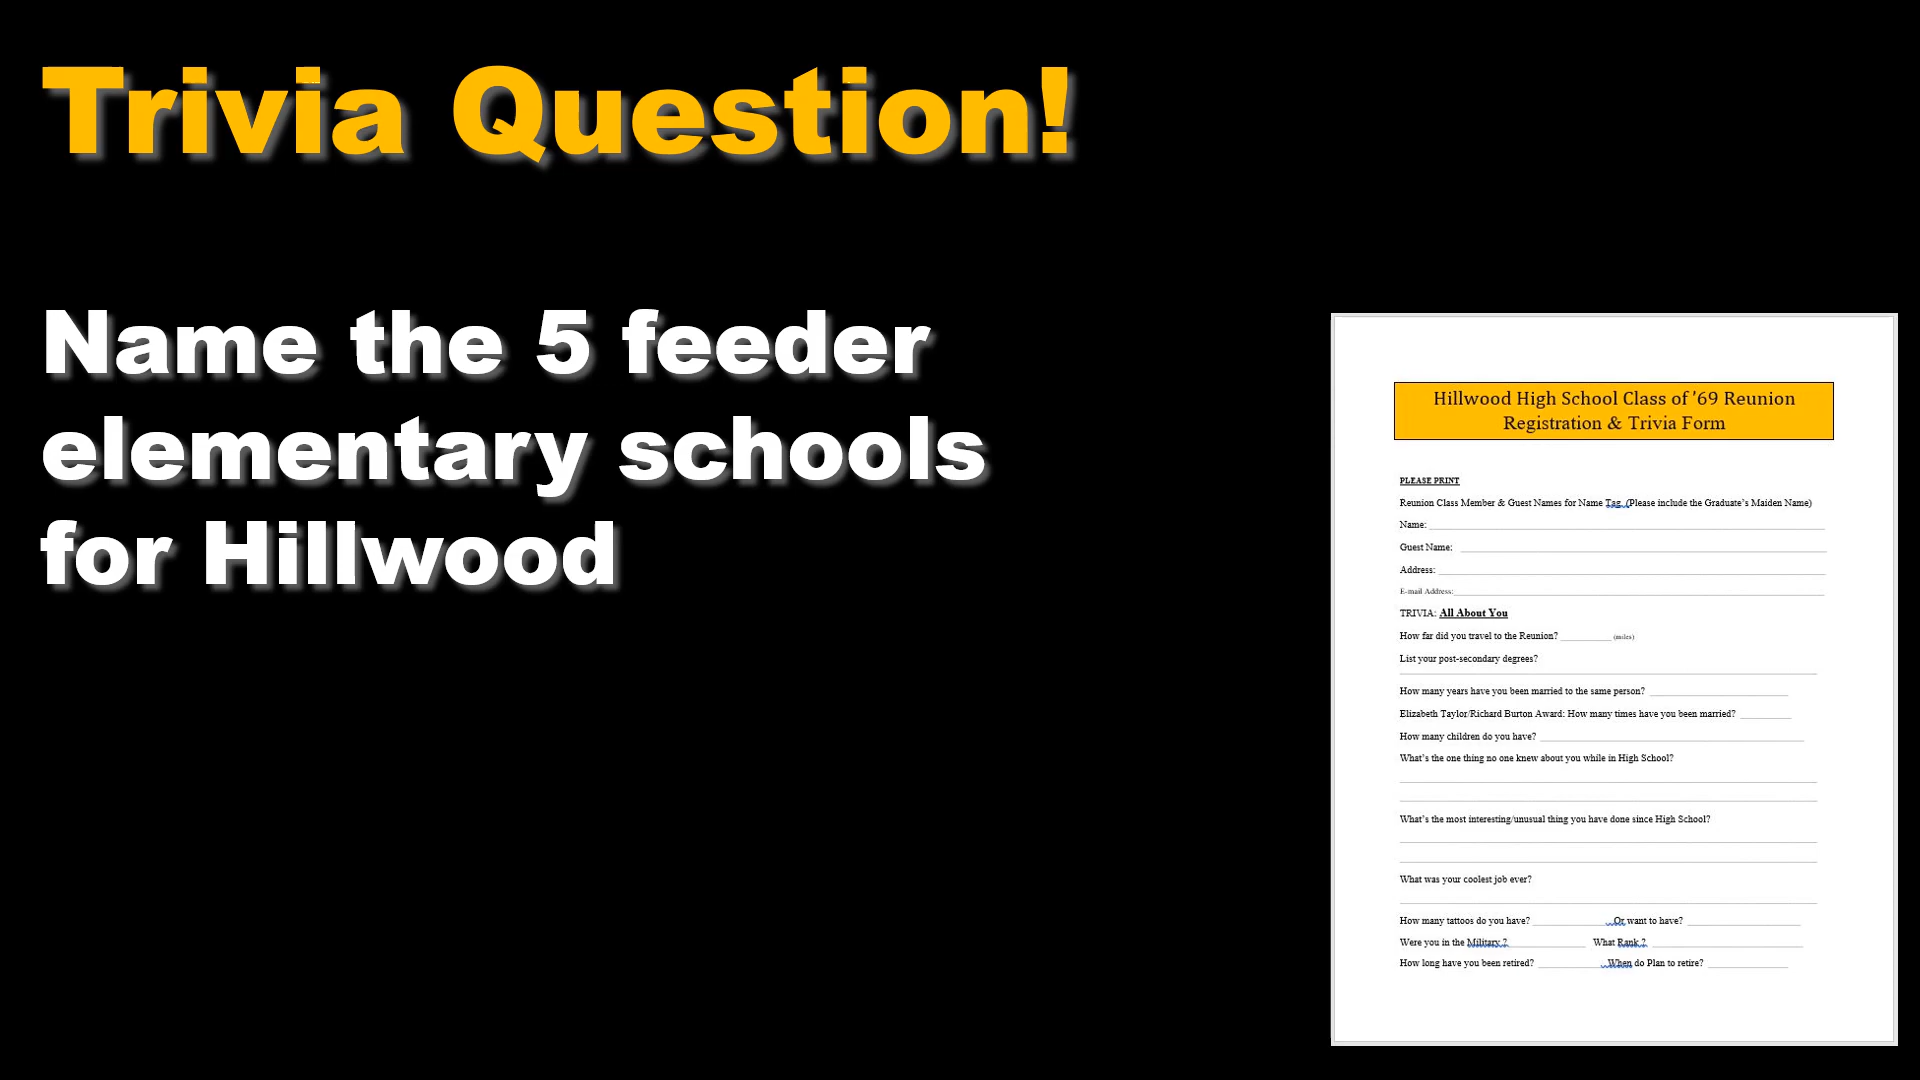 Trivia Question!
Name the 5 feeder
elementary schools
for Hillwood
Hillwood High School Class of '69 Reunion
Registration & Trivia Form
PLEASE PRINT
Reunion Class Member & Guest Names for Name Tag. (Please include the Graduate's Maiden Name)
Name:
Guest Name:
Address:
E-mail Address:
TRIVIA: All About You
How far did you travel to the Reunion? (miles)
List your post-secondary degrees?
How many years have you been married to the same person?
Elizabeth Taylor/Richard Burton Award: How many times have you been married?
How many children do you have?
What's the one thing no one knew about you while in High School?
What's the most interesting/unusual thing you have done since High School?
What was your coolest job ever?
How many tattoos do you have? Or want to have?
Were you in the Military ? What Rank ?
How long have you been retired? When do Plan to retire?